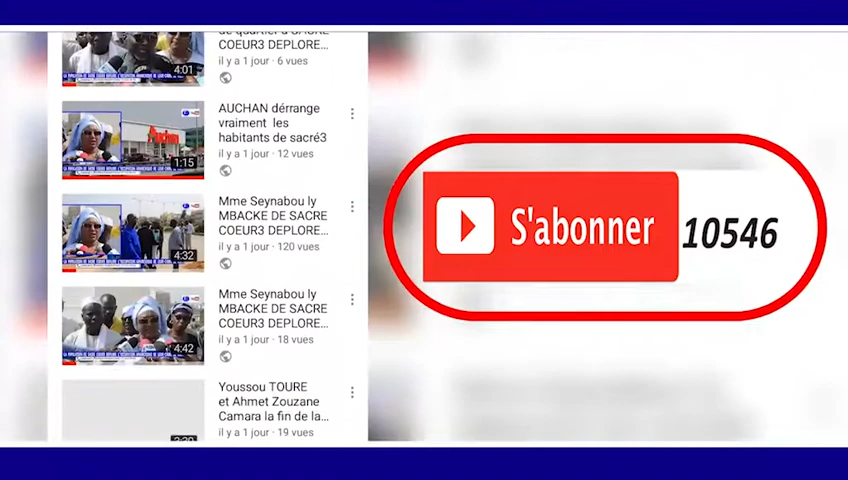 de quartier à SACRE
COEUR3 DEPLORE...
il y a 1 jour · 6 vues
4:01
AUCHAN dérrange
vraiment les
habitants de sacré3
il y a 1 jour · 12 vues
Auchan
1:15
Mme Seynabou ly
MBACKE DE SACRE
COEUR3 DEPLORE...
il y a 1 jour · 120 vues
4:32
Mme Seynabou ly
MBACKE DE SACRE
COEUR3 DEPLORE...
il y a 1 jour · 18 vues
4:42
Youssou TOURE
et Ahmet Zouzane
Camara la fin de la...
il y a 1 jour · 19 vues
S'abonner 10546